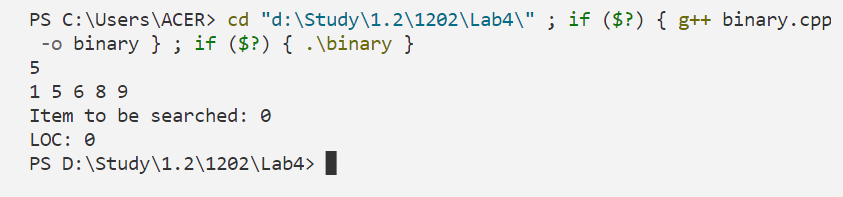 PS C:\Users\ACER> cd "d:\Study\1.2\1202\Lab4\" ; if ($?) { g++ binary.cpp
-o binary } ; if ($?) { .\binary }
5
1 5 6 8 9
Item to be searched: 0
LOC: 0
PS D:\Study\1.2\1202\Lab4>